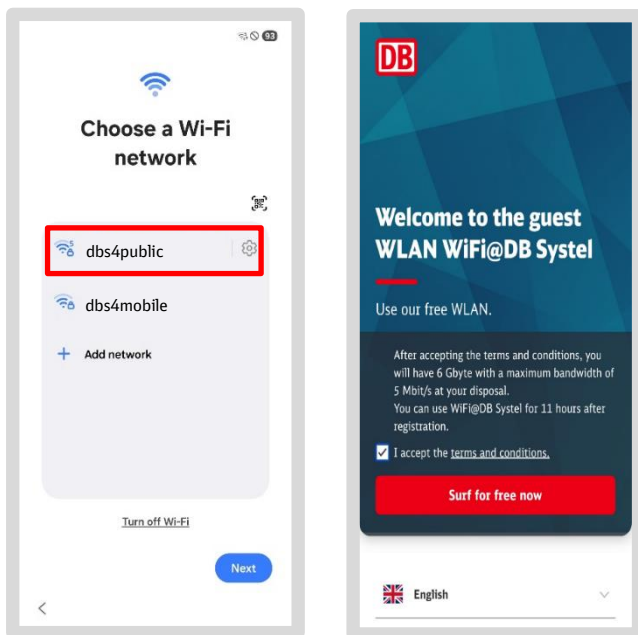 93
Choose a Wi-Fi
network
dbs4public
dbs4mobile
+ Add network
Turn off Wi-Fi
Next
DB
Welcome to the guest
WLAN WiFi@DB Systel
Use our free WLAN.
After accepting the terms and conditions, you
will have 6 Gbyte with a maximum bandwidth of
5 Mbit/s at your disposal.
You can use WiFi@DB Systel for 11 hours after
registration.
I accept the terms and conditions.
Surf for free now
English